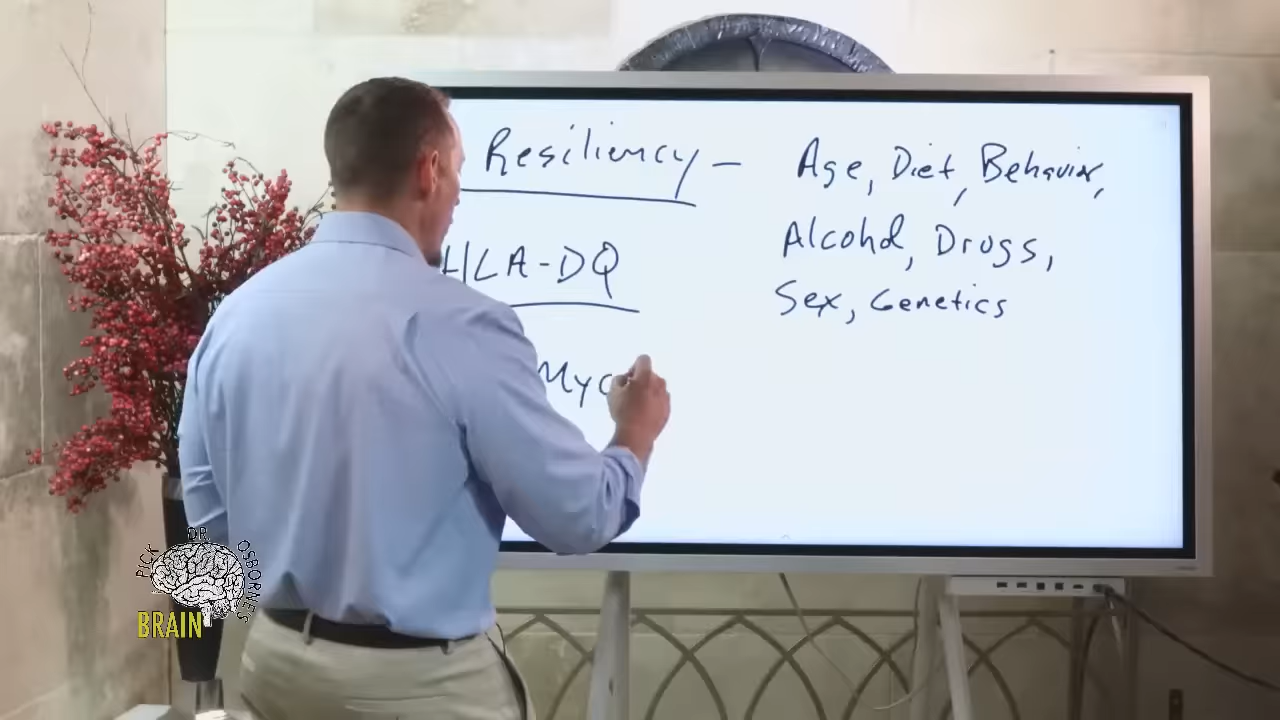 Resiliency - Age, Diet, Behavior,
Alcohol, Drugs,
HLA-DQ
Sex, Genetics
Myc
PICK DR OSBORNE'S
BRAIN